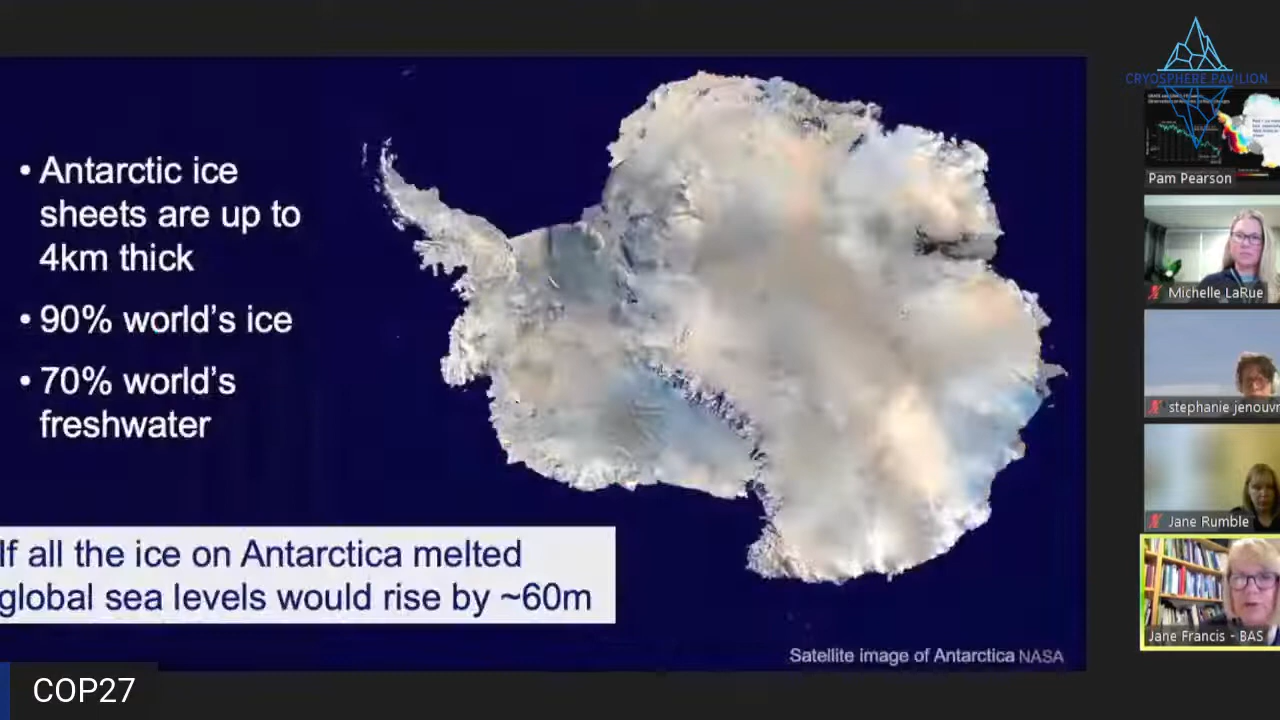 CRYOSPHERE PAVILION
• Antarctic ice
sheets are up to
4km thick
• 90% world's ice
• 70% world's
freshwater
If all the ice on Antarctica melted
global sea levels would rise by ~60m
Satellite image of Antarctica NASA
COP27
Pam Pearson
Michelle LaRue
stephanie jenouvr
Jane Rumble
Jane Francis - BAS